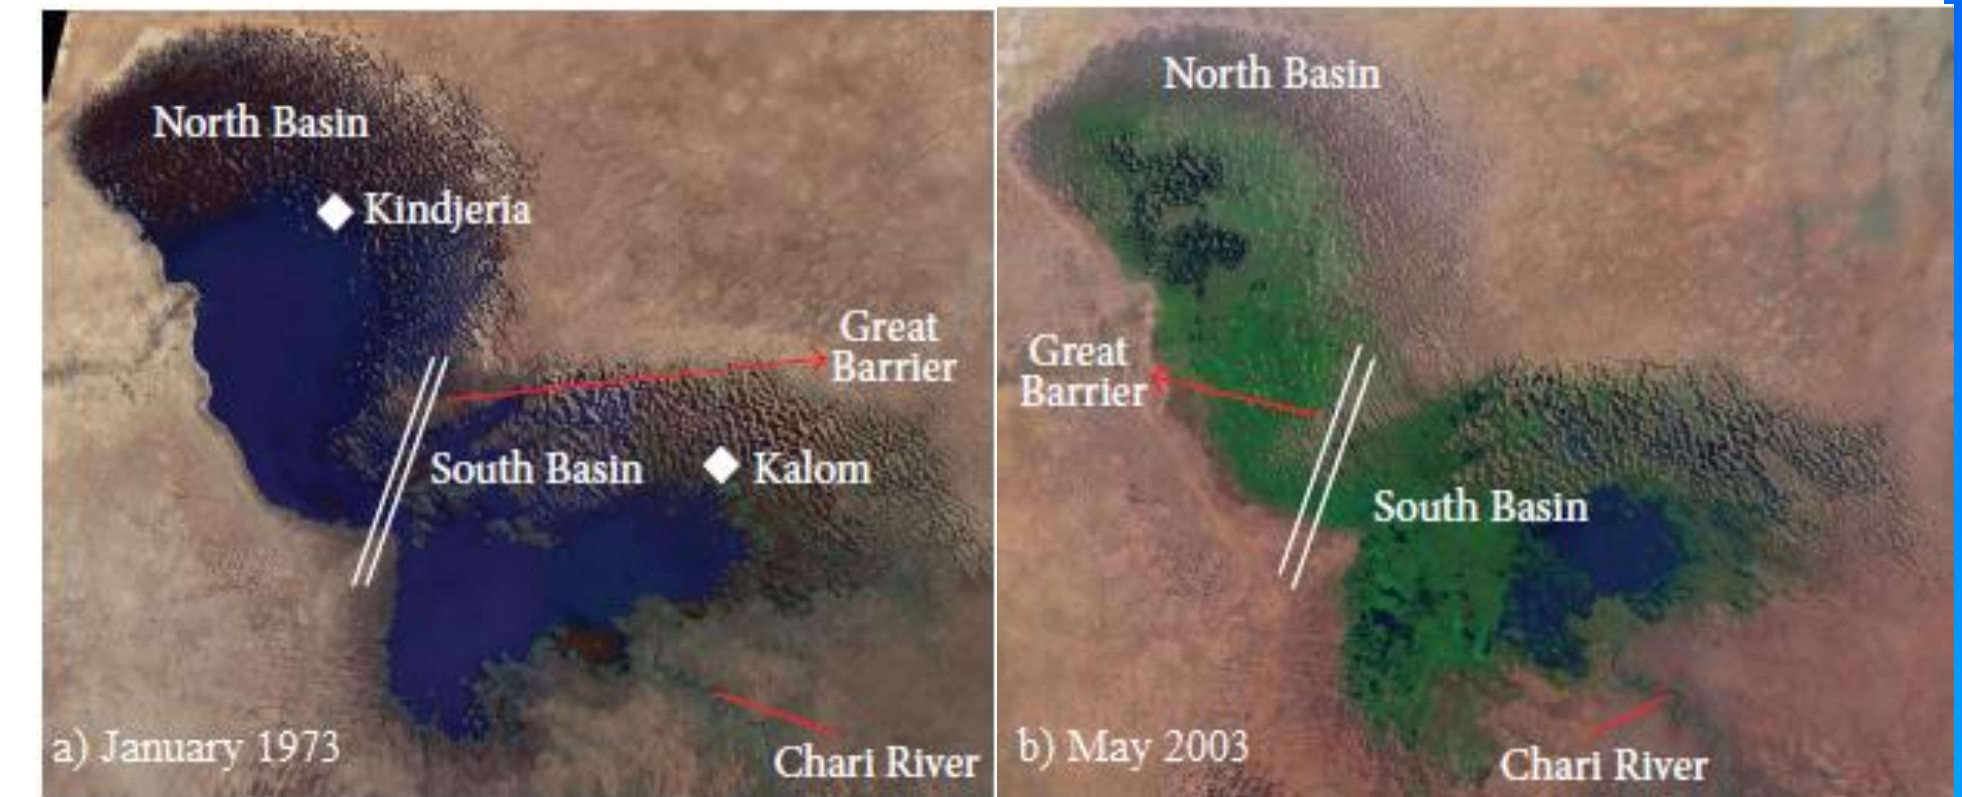 North Basin
Kindjeria
Great
Barrier
South Basin
Kalom
a) January 1973
Chari River
North Basin
Great
Barrier
South Basin
b) May 2003
Chari River